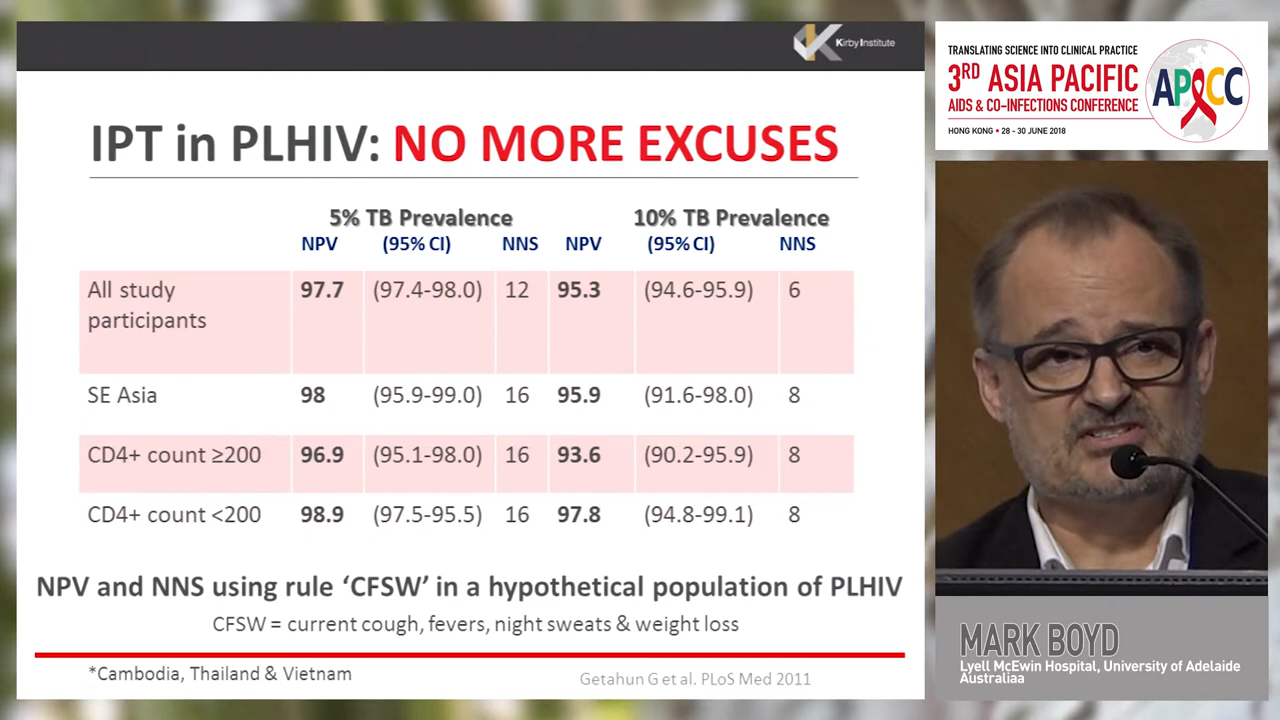 Kirby Institute
IPT in PLHIV: NO MORE EXCUSES
5% TB Prevalence 10% TB Prevalence
NPV (95% CI) NNS NPV (95% CI) NNS
All study participants 97.7 (97.4-98.0) 12 95.3 (94.6-95.9) 6
SE Asia 98 (95.9-99.0) 16 95.9 (91.6-98.0) 8
CD4+ count ≥200 96.9 (95.1-98.0) 16 93.6 (90.2-95.9) 8
CD4+ count <200 98.9 (97.5-95.5) 16 97.8 (94.8-99.1) 8
NPV and NNS using rule ‘CFSW’ in a hypothetical population of PLHIV
CFSW = current cough, fevers, night sweats & weight loss
*Cambodia, Thailand & Vietnam
Getahun G et al. PLoS Med 2011
TRANSLATING SCIENCE INTO CLINICAL PRACTICE
3RD ASIA PACIFIC
AIDS & CO-INFECTIONS CONFERENCE
HONG KONG • 28 - 30 JUNE 2018
APACC
MARK BOYD
Lyell McEwin Hospital, University of Adelaide
Australiaa